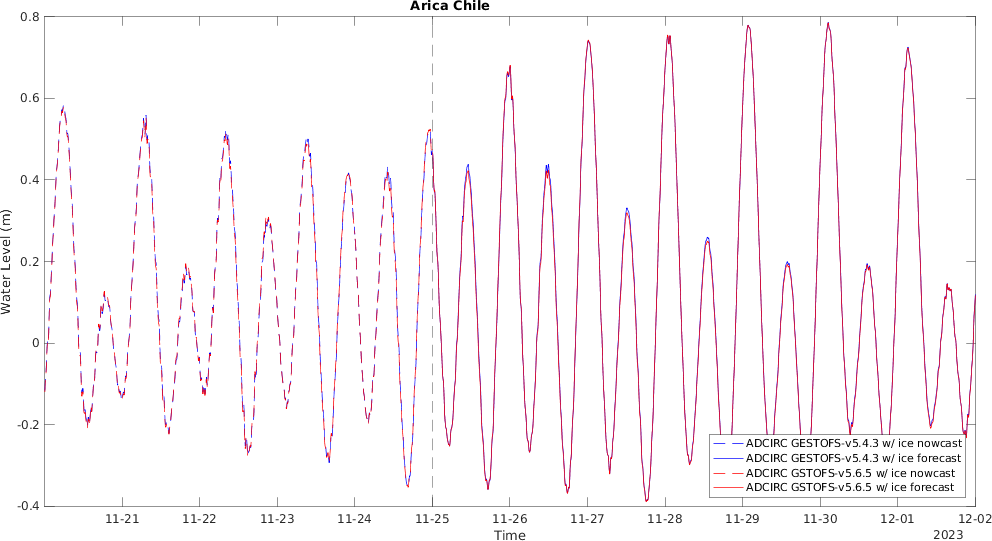 Arica Chile
Water Level (m)
0.8
0.6
0.4
0.2
0
-0.2
-0.4
11-21
11-22
11-23
11-24
11-25
11-26
11-27
11-28
11-29
11-30
12-01
12-02
Time
2023
ADCIRC GESTOFS-v5.4.3 w/ ice nowcast
ADCIRC GESTOFS-v5.4.3 w/ ice forecast
ADCIRC GSTOFS-v5.6.5 w/ ice nowcast
ADCIRC GSTOFS-v5.6.5 w/ ice forecast